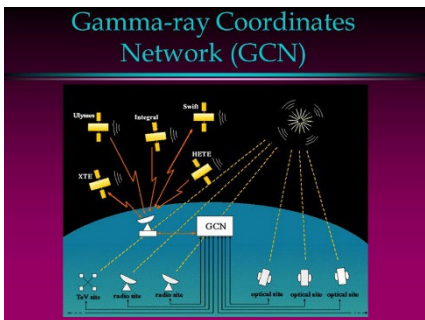 Gamma-ray Coordinates
Network (GCN)
Swift
Ulysses
Integral
HETE
XTE
GCN
TeV site
radio site
radio site
optical site
optical site
optical site